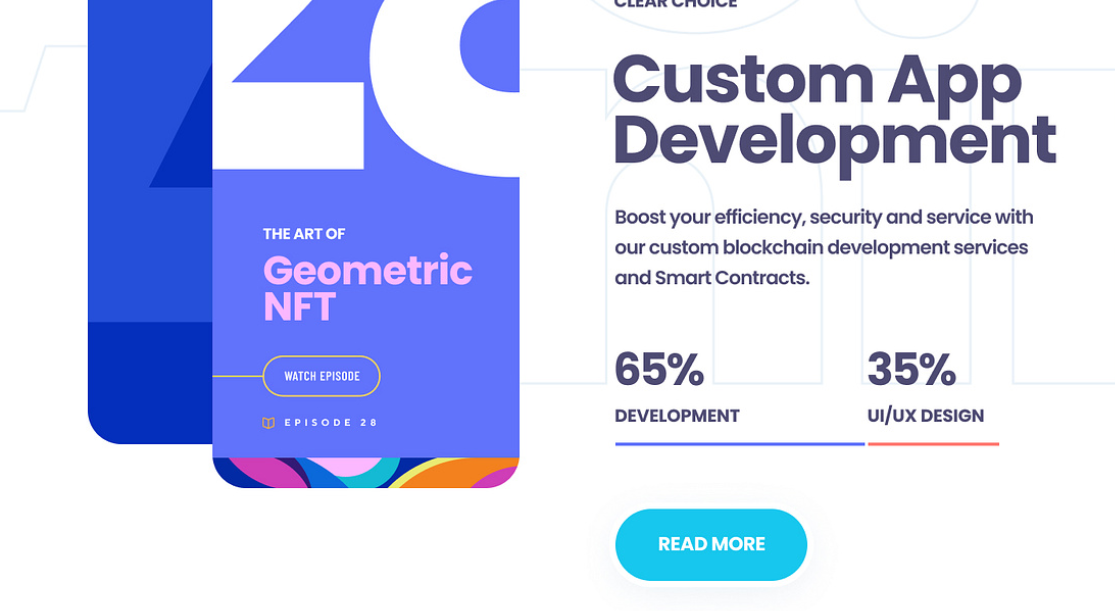 28
THE ART OF
Geometric
NFT
WATCH EPISODE
EPISODE 28
CLEAR CHOICE
Custom App
Development
Boost your efficiency, security and service with
our custom blockchain development services
and Smart Contracts.
65%
35%
DEVELOPMENT
UI/UX DESIGN
READ MORE